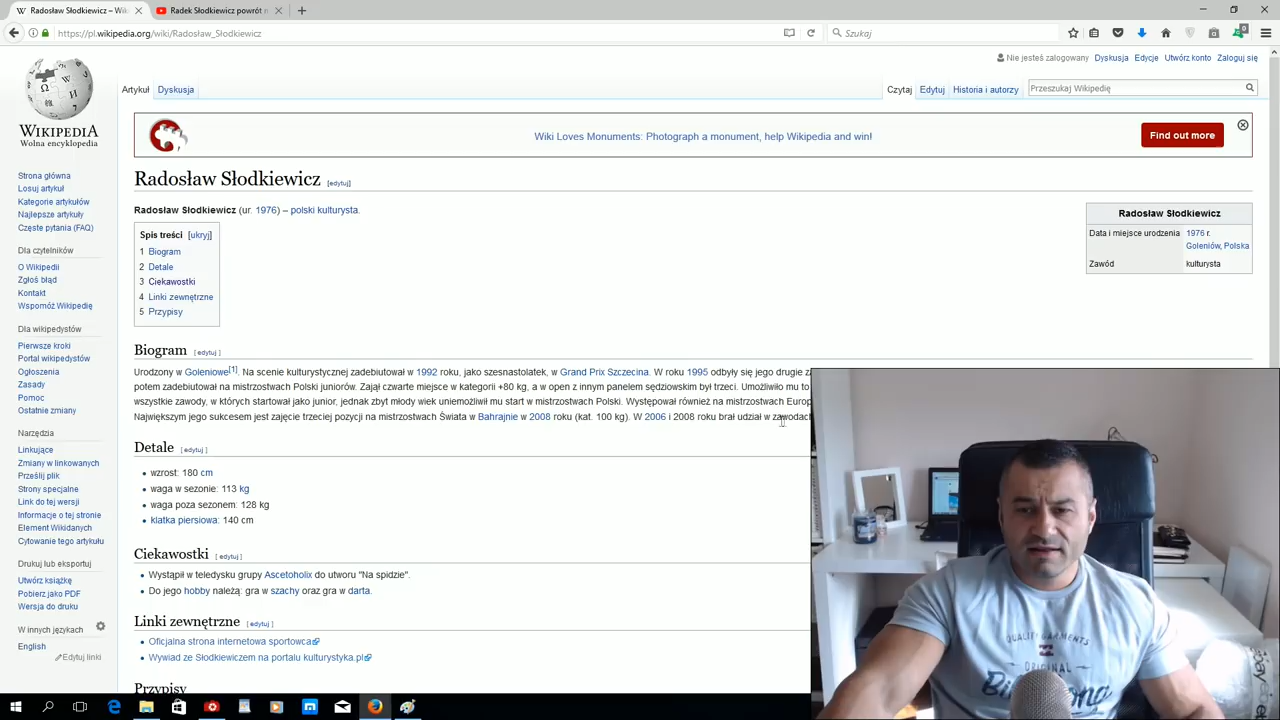 Radosław Słodkiewicz – Wiki
Radek Słodkiewicz powrót n
https://pl.wikipedia.org/wiki/Radosław_Słodkiewicz
Szukaj
Nie jesteś zalogowany Dyskusja Edycje Utwórz konto Zaloguj się
Artykuł Dyskusja
Czytaj Edytuj Historia i autorzy
Przeszukaj Wikipedię
WIKIPEDIA
Wolna encyklopedia
Strona główna
Losuj artykuł
Kategorie artykułów
Najlepsze artykuły
Częste pytania (FAQ)
Dla czytelników
O Wikipedii
Zgłoś błąd
Kontakt
Wspomóż Wikipedię
Dla wikipedystów
Pierwsze kroki
Portal wikipedystów
Ogłoszenia
Zasady
Pomoc
Ostatnie zmiany
Narzędzia
Linkujące
Zmiany w linkowanych
Prześlij plik
Strony specjalne
Link do tej wersji
Informacje o tej stronie
Element Wikidanych
Cytowanie tego artykułu
Drukuj lub eksportuj
Utwórz książkę
Pobierz jako PDF
Wersja do druku
W innych językach
English
Edytuj linki
Wiki Loves Monuments: Photograph a monument, help Wikipedia and win!
Find out more
Radosław Słodkiewicz [edytuj]
Radosław Słodkiewicz (ur. 1976) – polski kulturysta.
Spis treści [ukryj]
1 Biogram
2 Detale
3 Ciekawostki
4 Linki zewnętrzne
5 Przypisy
Radosław Słodkiewicz
Data i miejsce urodzenia 1976 r.
Goleniów, Polska
Zawód kulturysta
Biogram [ edytuj ]
Urodzony w Goleniowe[1]. Na scenie kulturystycznej zadebiutował w 1992 roku, jako szesnastolatek, w Grand Prix Szczecina. W roku 1995 odbyły się jego drugie za
potem zadebiutował na mistrzostwach Polski juniorów. Zajął czwarte miejsce w kategorii +80 kg, a w open z innym panelem sędziowskim był trzeci. Umożliwiło mu to
wszystkie zawody, w których startował jako junior, jednak zbyt młody wiek uniemożliwił mu start w mistrzostwach Polski. Występował również na mistrzostwach Europ
Największym jego sukcesem jest zajęcie trzeciej pozycji na mistrzostwach Świata w Bahrajnie w 2008 roku (kat. 100 kg). W 2006 i 2008 roku brał udział w zawodach
Detale [ edytuj ]
wzrost: 180 cm
waga w sezonie: 113 kg
waga poza sezonem: 128 kg
klatka piersiowa: 140 cm
Ciekawostki [ edytuj ]
Wystąpił w teledysku grupy Ascetoholix do utworu "Na spidzie".
Do jego hobby należą: gra w szachy oraz gra w darta.
Linki zewnętrzne [ edytuj ]
Oficjalna strona internetowa sportowca
Wywiad ze Słodkiewiczem na portalu kulturystyka.pl
Przypisy
QUALITY GARMENTS
ORIGINAL